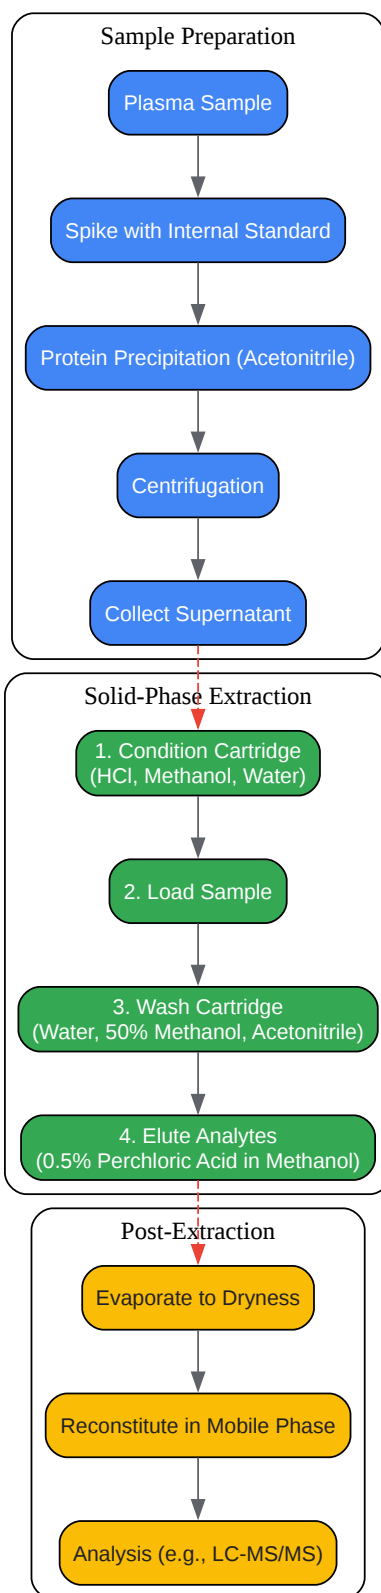 Sample Preparation
Plasma Sample
Spike with Internal Standard
Protein Precipitation (Acetonitrile)
Centrifugation
Collect Supernatant
Solid-Phase Extraction
1. Condition Cartridge
(HCl, Methanol, Water)
2. Load Sample
3. Wash Cartridge
(Water, 50% Methanol, Acetonitrile)
4. Elute Analytes
(0.5% Perchloric Acid in Methanol)
Post-Extraction
Evaporate to Dryness
Reconstitute in Mobile Phase
Analysis (e.g., LC-MS/MS)